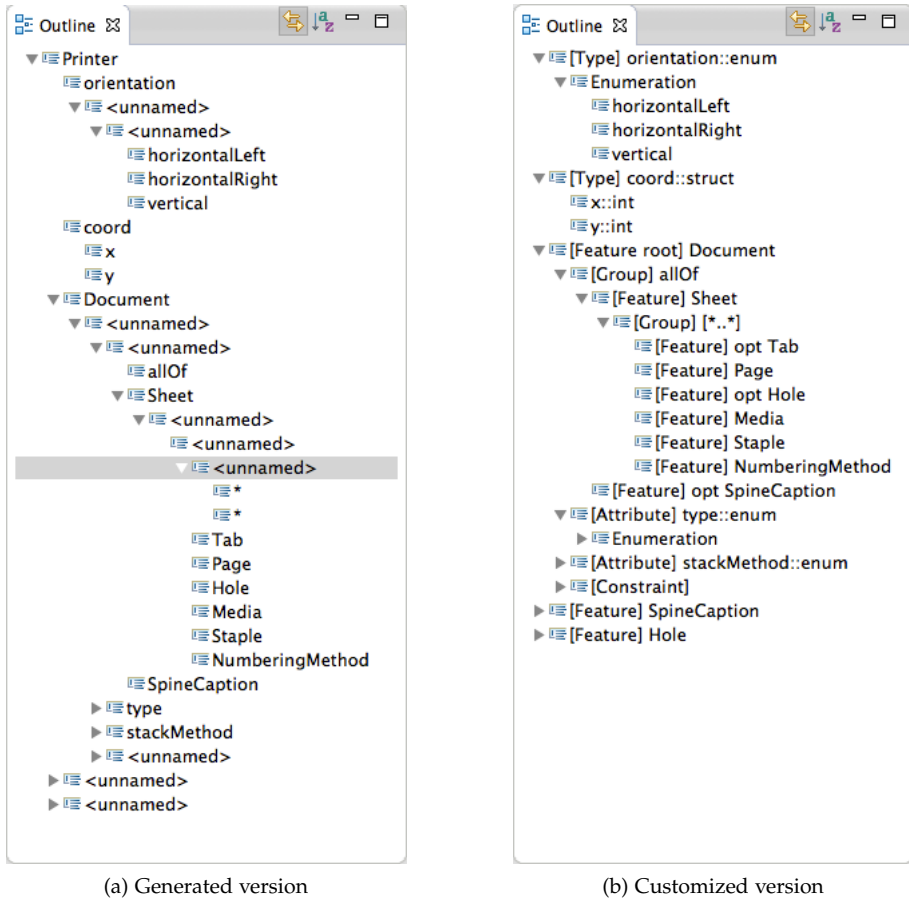 Outline
Printer
orientation
<unnamed>
<unnamed>
horizontalLeft
horizontalRight
vertical
coord
x
y
Document
<unnamed>
<unnamed>
allOf
Sheet
<unnamed>
<unnamed>
<unnamed>
*
*
Tab
Page
Hole
Media
Staple
NumberingMethod
SpineCaption
type
stackMethod
<unnamed>
<unnamed>
<unnamed>
(a) Generated version
Outline
[Type] orientation::enum
Enumeration
horizontalLeft
horizontalRight
vertical
[Type] coord::struct
x::int
y::int
[Feature root] Document
[Group] allOf
[Feature] Sheet
[Group] [*..*]
[Feature] opt Tab
[Feature] Page
[Feature] opt Hole
[Feature] Media
[Feature] Staple
[Feature] NumberingMethod
[Feature] opt SpineCaption
[Attribute] type::enum
Enumeration
[Attribute] stackMethod::enum
[Constraint]
[Feature] SpineCaption
[Feature] Hole
(b) Customized version